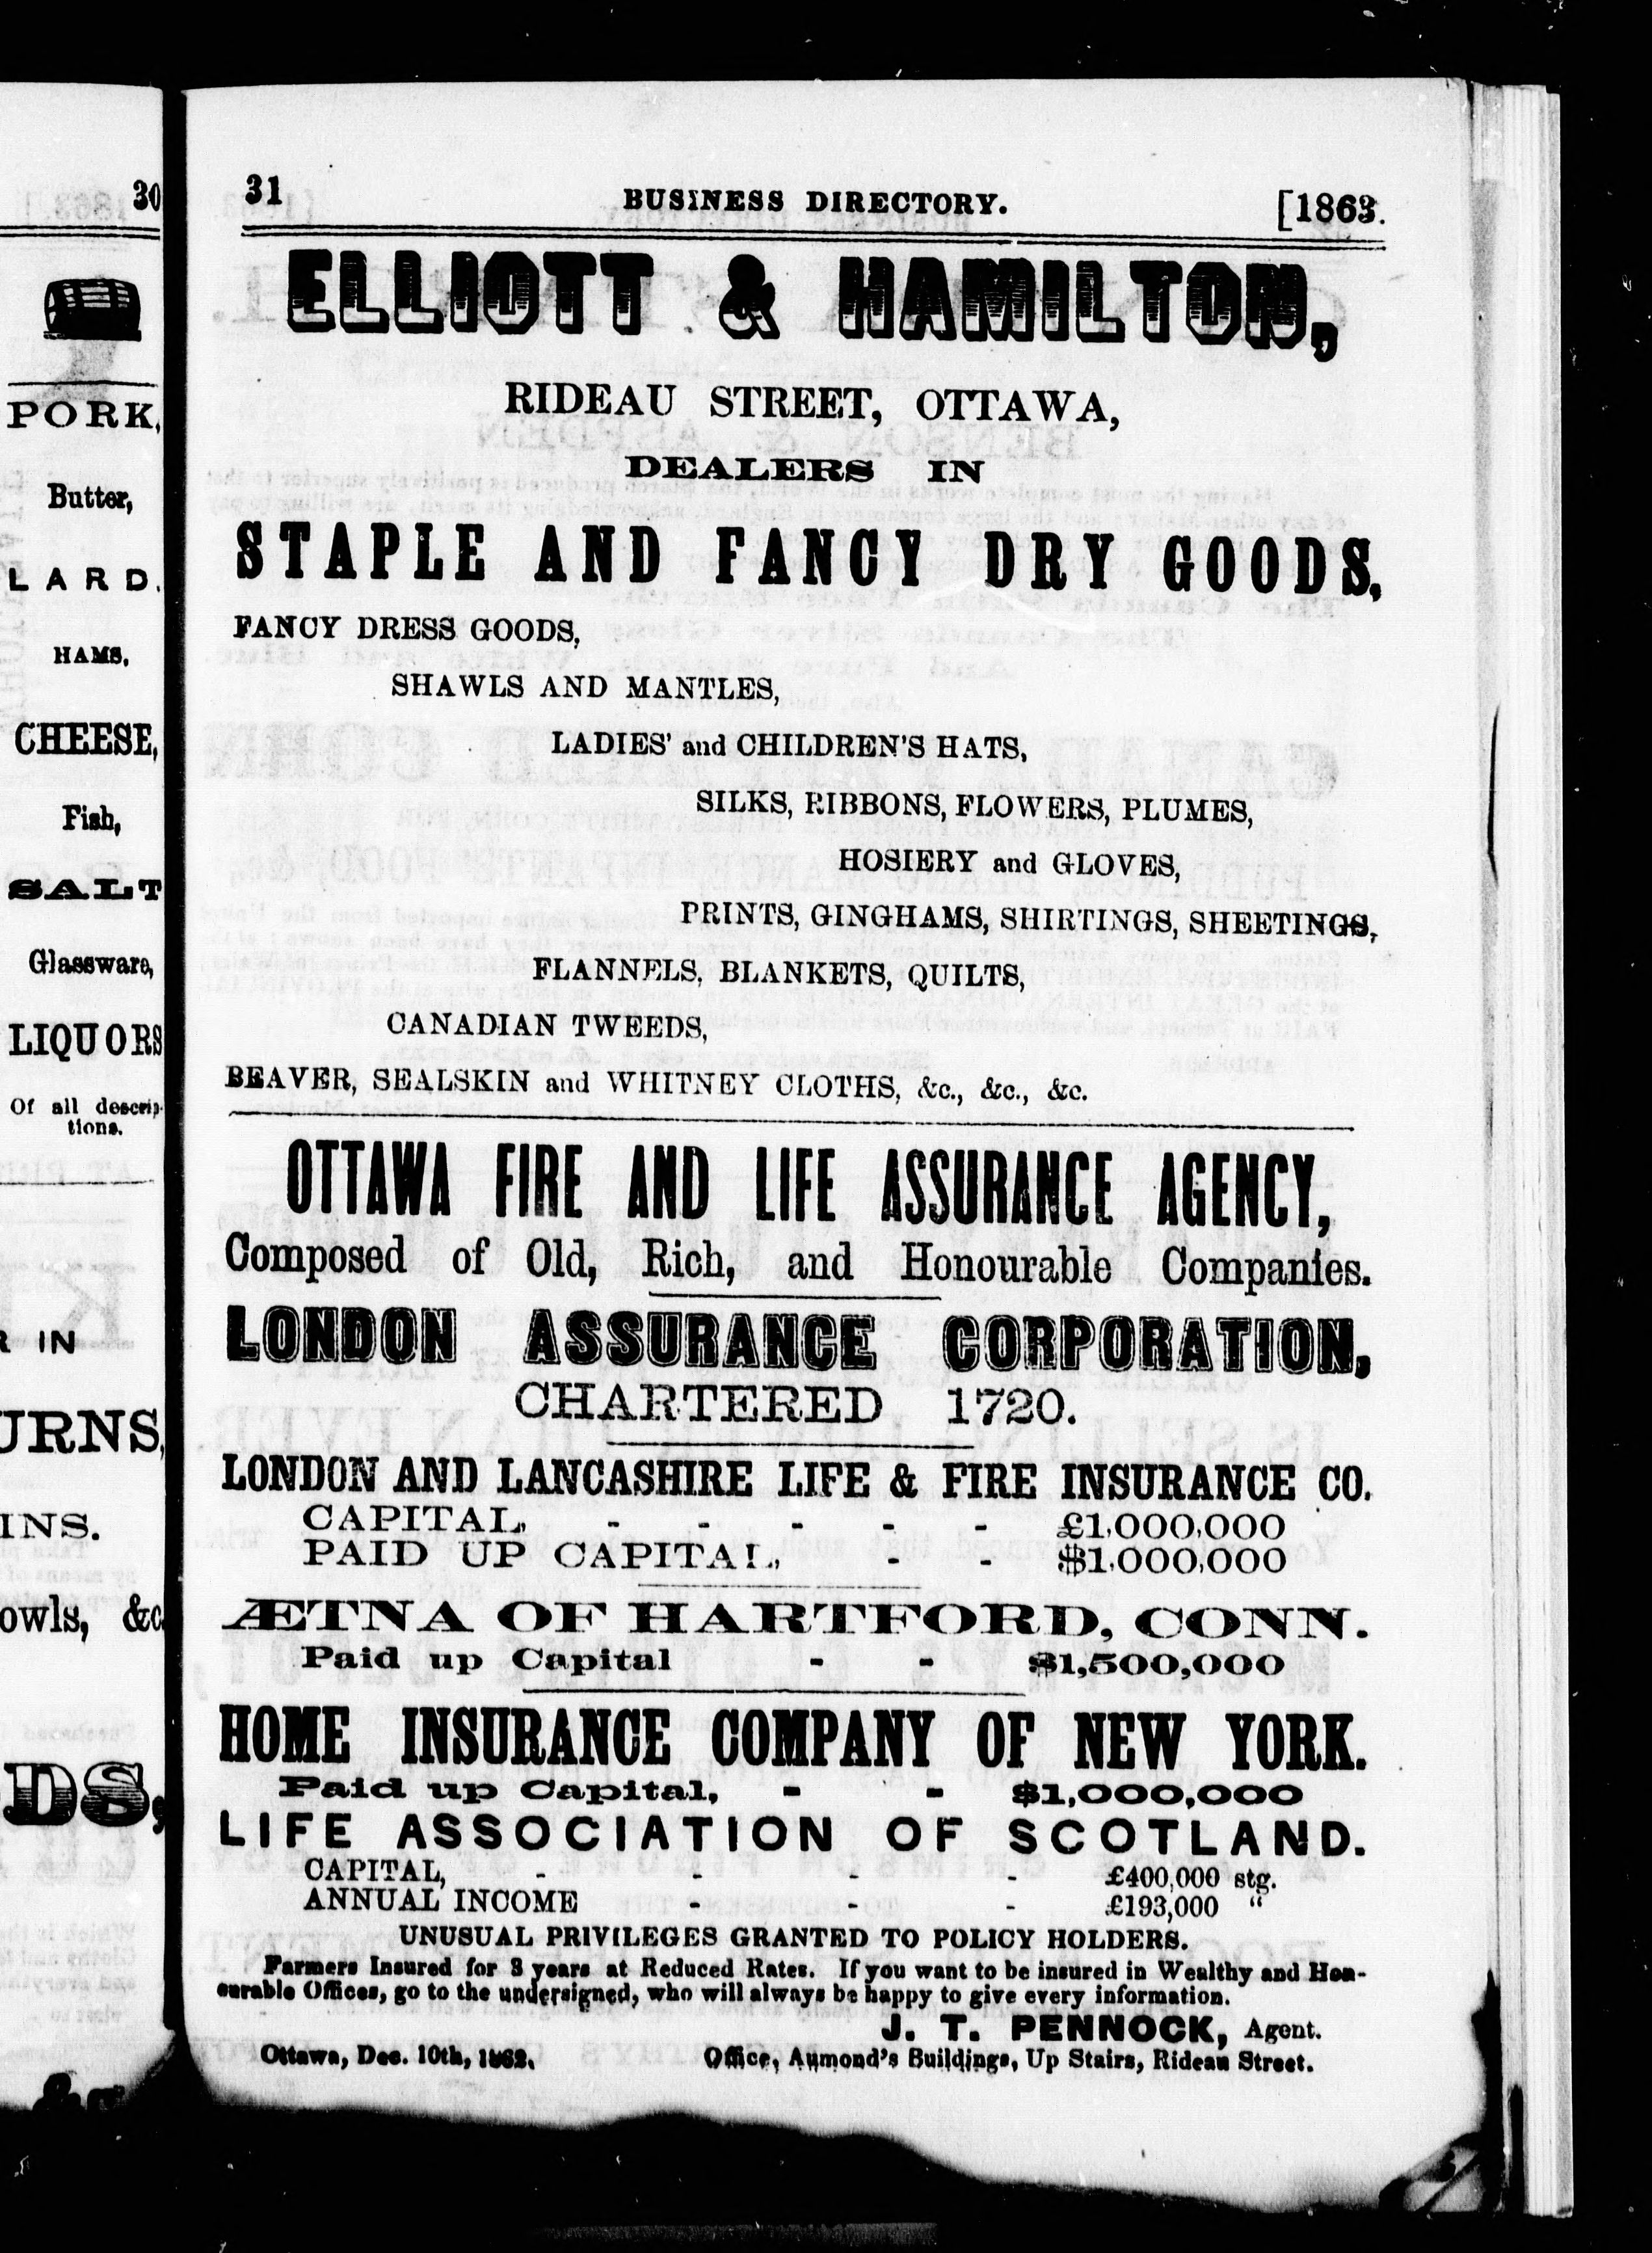 30
PORK,
Butter,
LARD,
HAMS,
CHEESE,
Fish,
SALT
Glassware,
LIQUORS
Of all descrip-
tions.
IN
URNS,
INS.
owls, &c
DS,
31 BUSINESS DIRECTORY. [1863.
ELLIOTT & HAMILTON,
RIDEAU STREET, OTTAWA,
DEALERS IN
STAPLE AND FANCY DRY GOODS,
FANCY DRESS GOODS,
SHAWLS AND MANTLES,
LADIES' and CHILDREN'S HATS,
SILKS, RIBBONS, FLOWERS, PLUMES,
HOSIERY and GLOVES,
PRINTS, GINGHAMS, SHIRTINGS, SHEETINGS,
FLANNELS, BLANKETS, QUILTS,
CANADIAN TWEEDS,
BEAVER, SEALSKIN and WHITNEY CLOTHS, &c., &c., &c.
OTTAWA FIRE AND LIFE ASSURANCE AGENCY,
Composed of Old, Rich, and Honourable Companies.
LONDON ASSURANCE CORPORATION,
CHARTERED 1720.
LONDON AND LANCASHIRE LIFE & FIRE INSURANCE CO.
CAPITAL, - - - - - £1,000,000
PAID UP CAPITAL, - - $1,000,000
ÆTNA OF HARTFORD, CONN.
Paid up Capital - - $1,500,000
HOME INSURANCE COMPANY OF NEW YORK.
Paid up Capital, - - $1,000,000
LIFE ASSOCIATION OF SCOTLAND.
CAPITAL, - - - - £400,000 stg.
ANNUAL INCOME - - - £193,000 "
UNUSUAL PRIVILEGES GRANTED TO POLICY HOLDERS.
Farmers Insured for 3 years at Reduced Rates. If you want to be insured in Wealthy and Hon-
ourable Offices, go to the undersigned, who will always be happy to give every information.
J. T. PENNOCK, Agent.
Ottawa, Dec. 10th, 1862. Office, Aumond's Buildings, Up Stairs, Rideau Street.